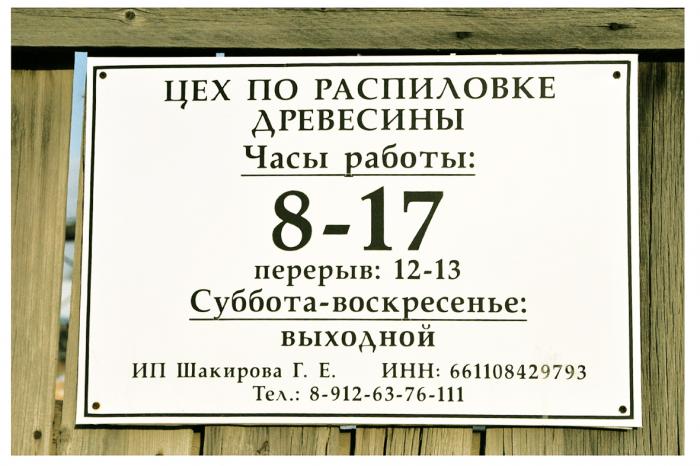 ЦЕХ ПО РАСПИЛОВКЕ
ДРЕВЕСИНЫ
Часы работы:
8-17
перерыв: 12-13
Суббота-воскресенье:
выходной
ИП Шакирова Г. Е. ИНН: 661108429793
Тел.: 8-912-63-76-111